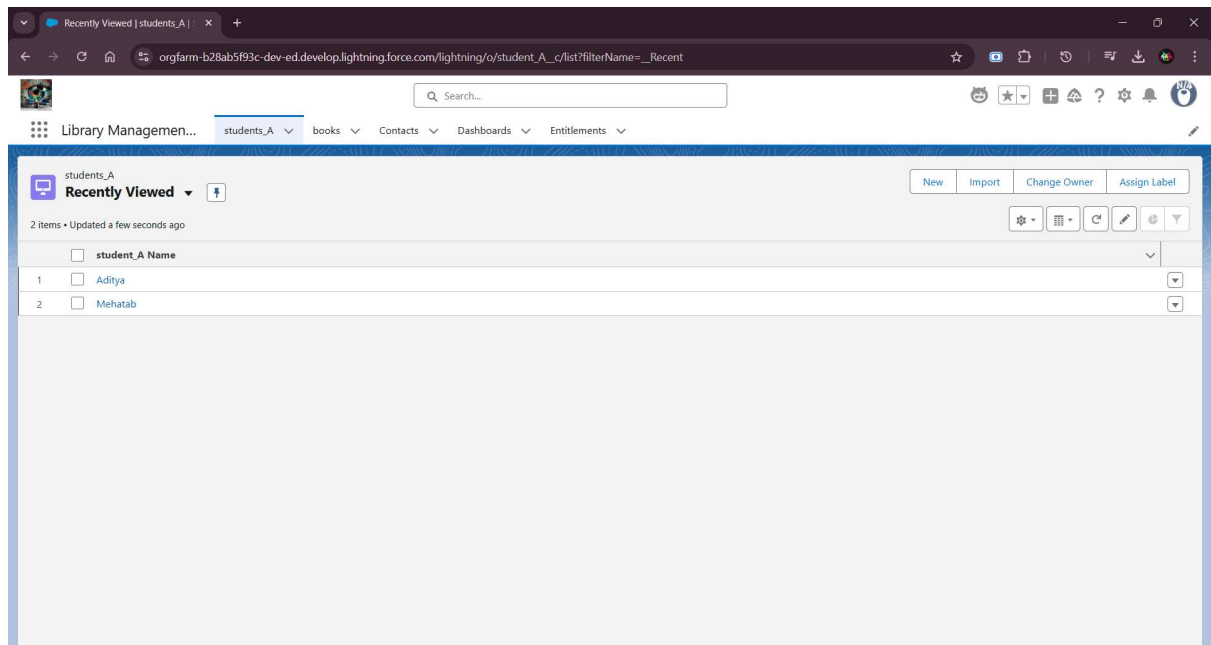 Recently Viewed | students_A |
orgfarm-b28ab5f93c-dev-ed.develop.lightning.force.com/lightning/o/student_A__c/list?filterName=__Recent
Search...
Library Managemen... students_A books Contacts Dashboards Entitlements
students_A
Recently Viewed
New Import Change Owner Assign Label
2 items • Updated a few seconds ago
student_A Name
1 Aditya
2 Mehatab